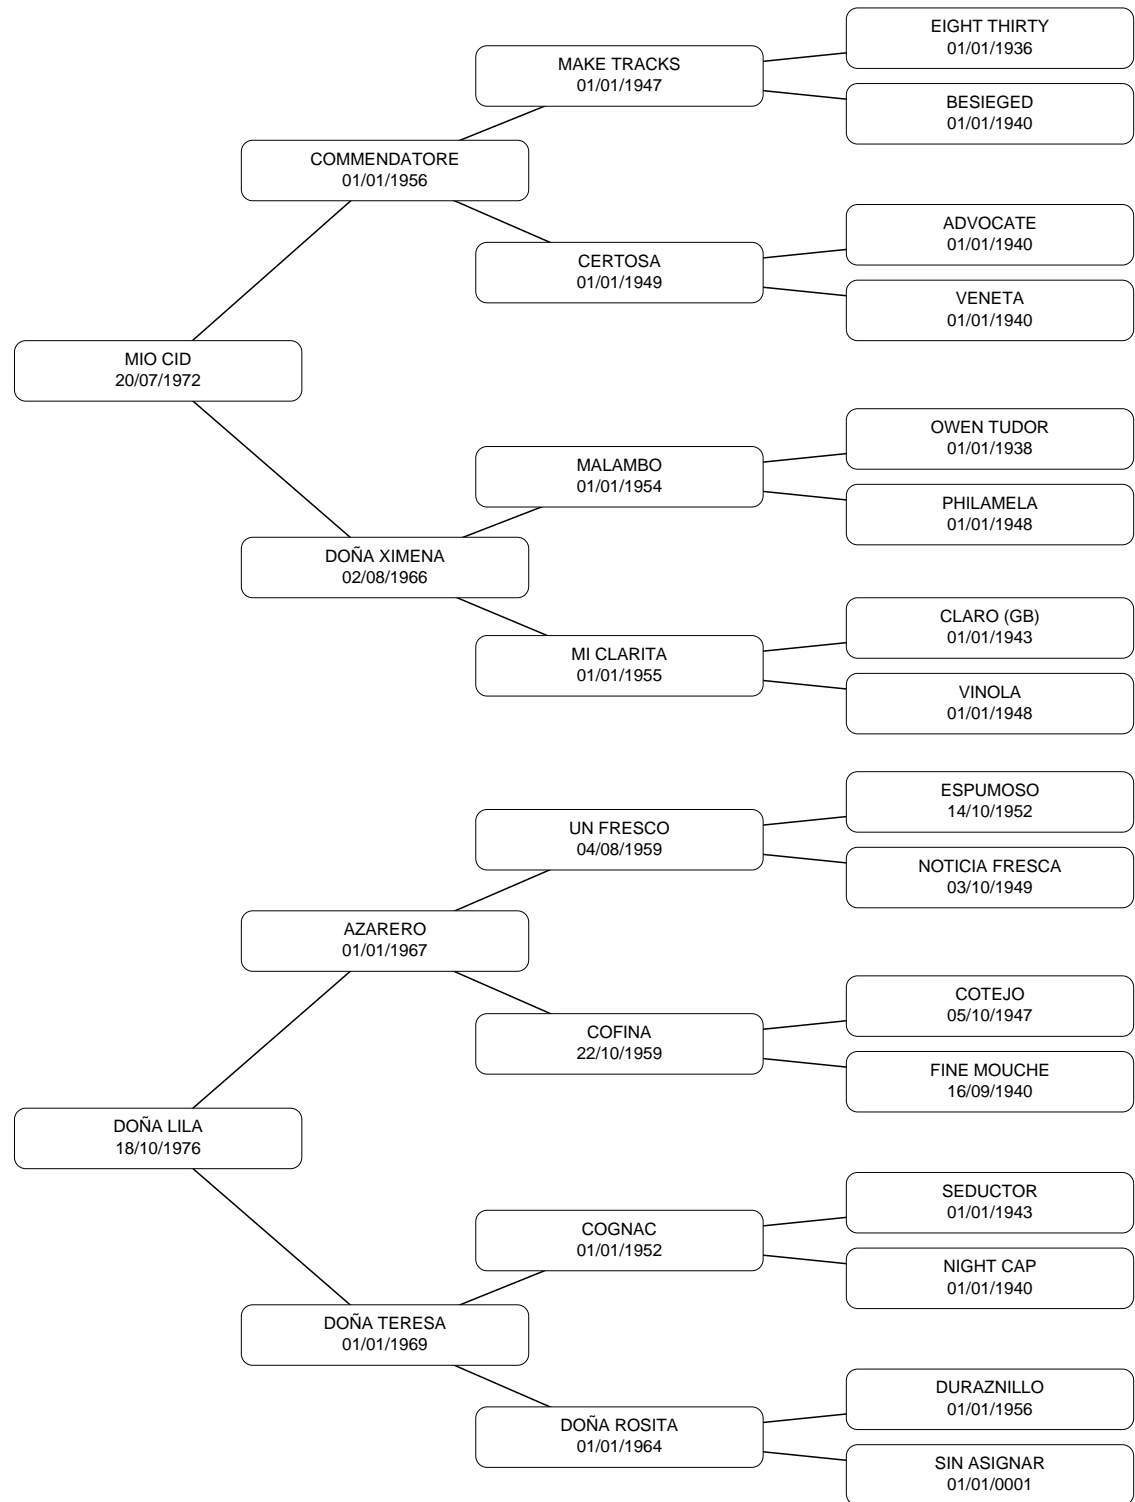 EIGHT THIRTY
01/01/1936
MAKE TRACKS
01/01/1947
BESIEGED
01/01/1940
COMMENDATORE
01/01/1956
ADVOCATE
01/01/1940
CERTOSA
01/01/1949
VENETA
01/01/1940
MIO CID
20/07/1972
OWEN TUDOR
01/01/1938
MALAMBO
01/01/1954
PHILAMELA
01/01/1948
DOÑA XIMENA
02/08/1966
CLARO (GB)
01/01/1943
MI CLARITA
01/01/1955
VINOLA
01/01/1948
ESPUMOSO
14/10/1952
UN FRESCO
04/08/1959
NOTICIA FRESCA
03/10/1949
AZARERO
01/01/1967
COTEJO
05/10/1947
COFINA
22/10/1959
FINE MOUCHE
16/09/1940
DOÑA LILA
18/10/1976
SEDUCTOR
01/01/1943
COGNAC
01/01/1952
NIGHT CAP
01/01/1940
DOÑA TERESA
01/01/1969
DURAZNILLO
01/01/1956
DOÑA ROSITA
01/01/1964
SIN ASIGNAR
01/01/0001